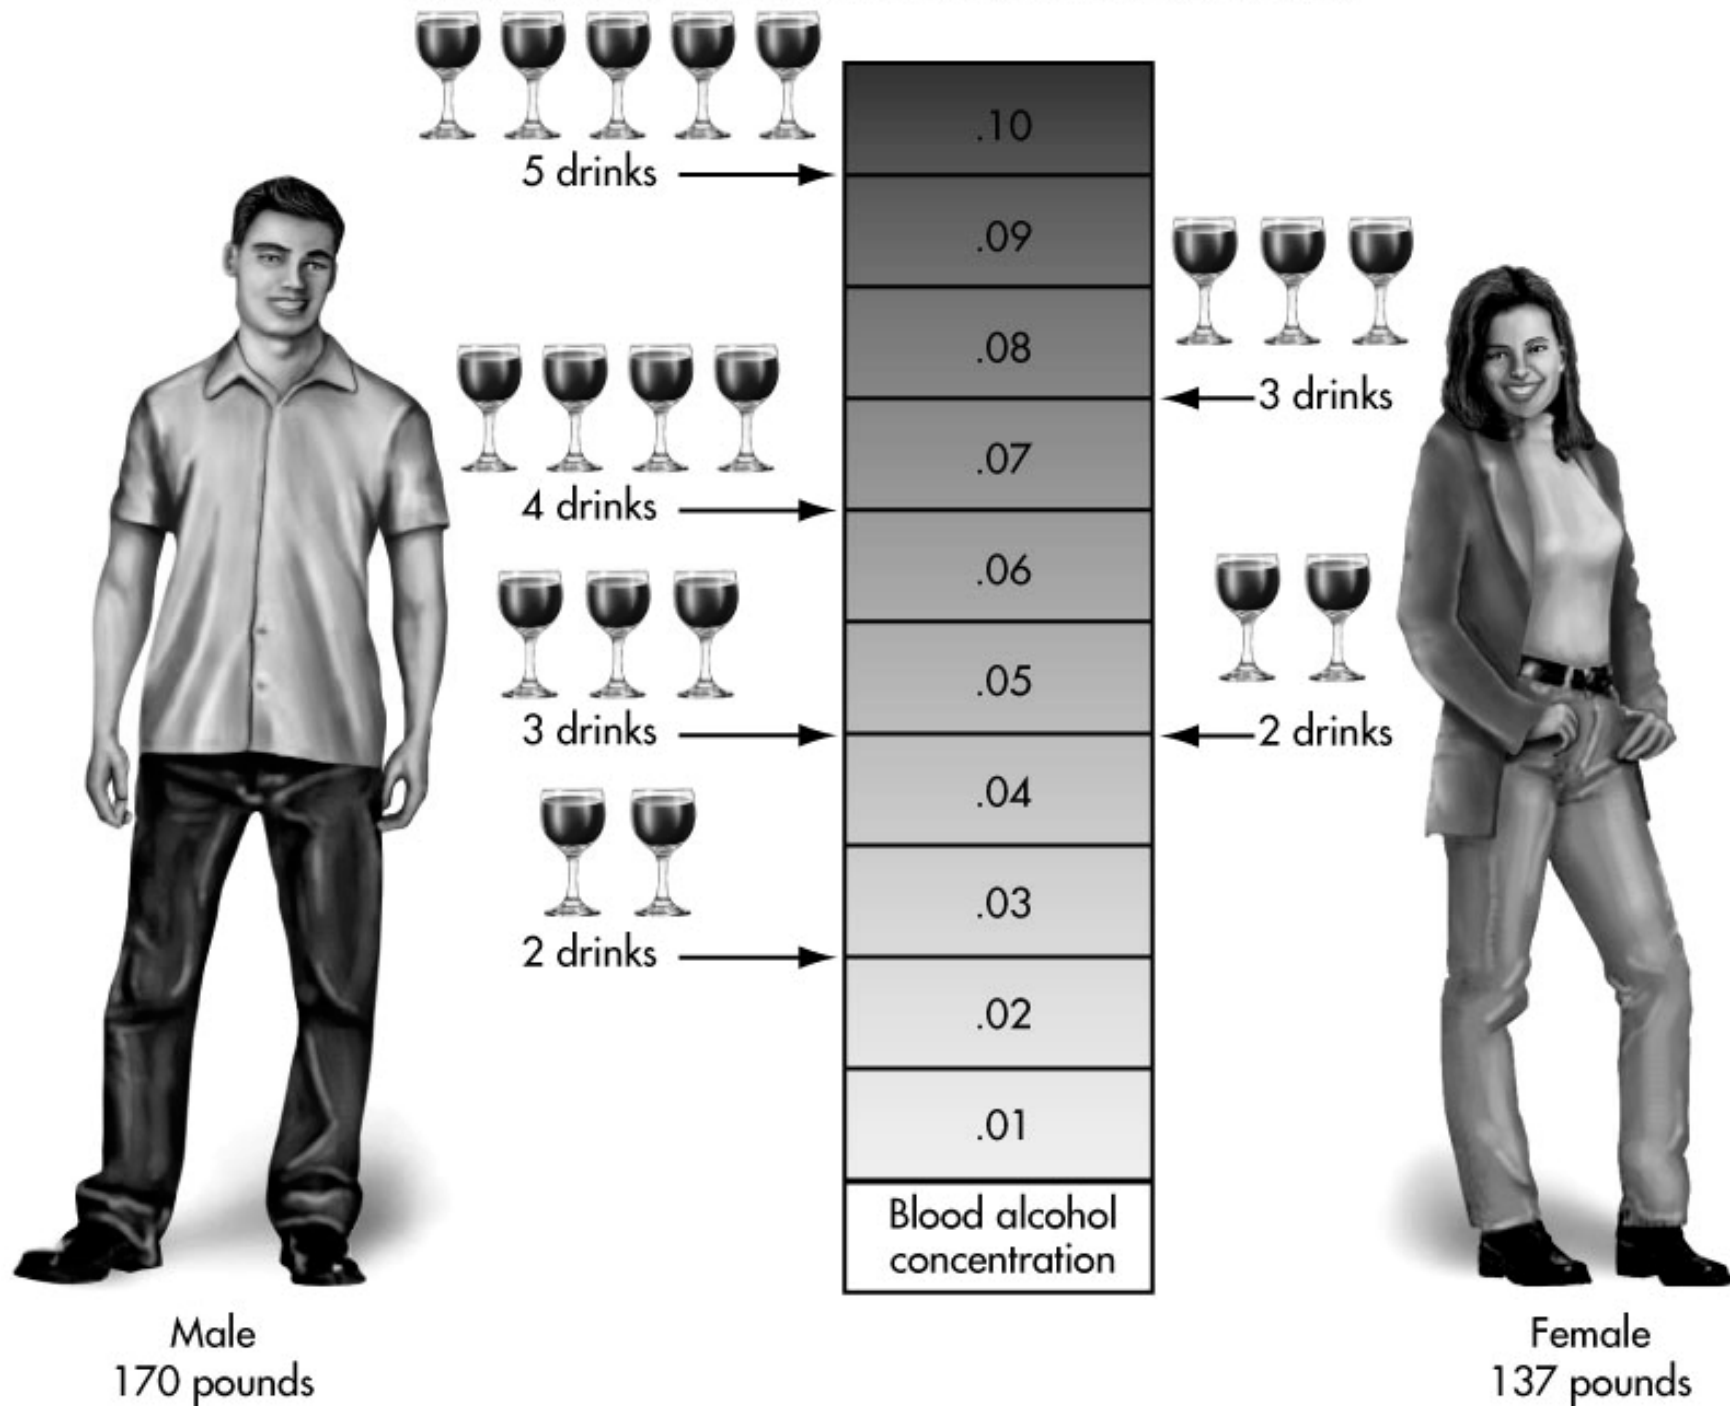 5 drinks
4 drinks
3 drinks
2 drinks
.10
.09
.08
.07
.06
.05
.04
.03
.02
.01
Blood alcohol
concentration
3 drinks
2 drinks
Male
170 pounds
Female
137 pounds